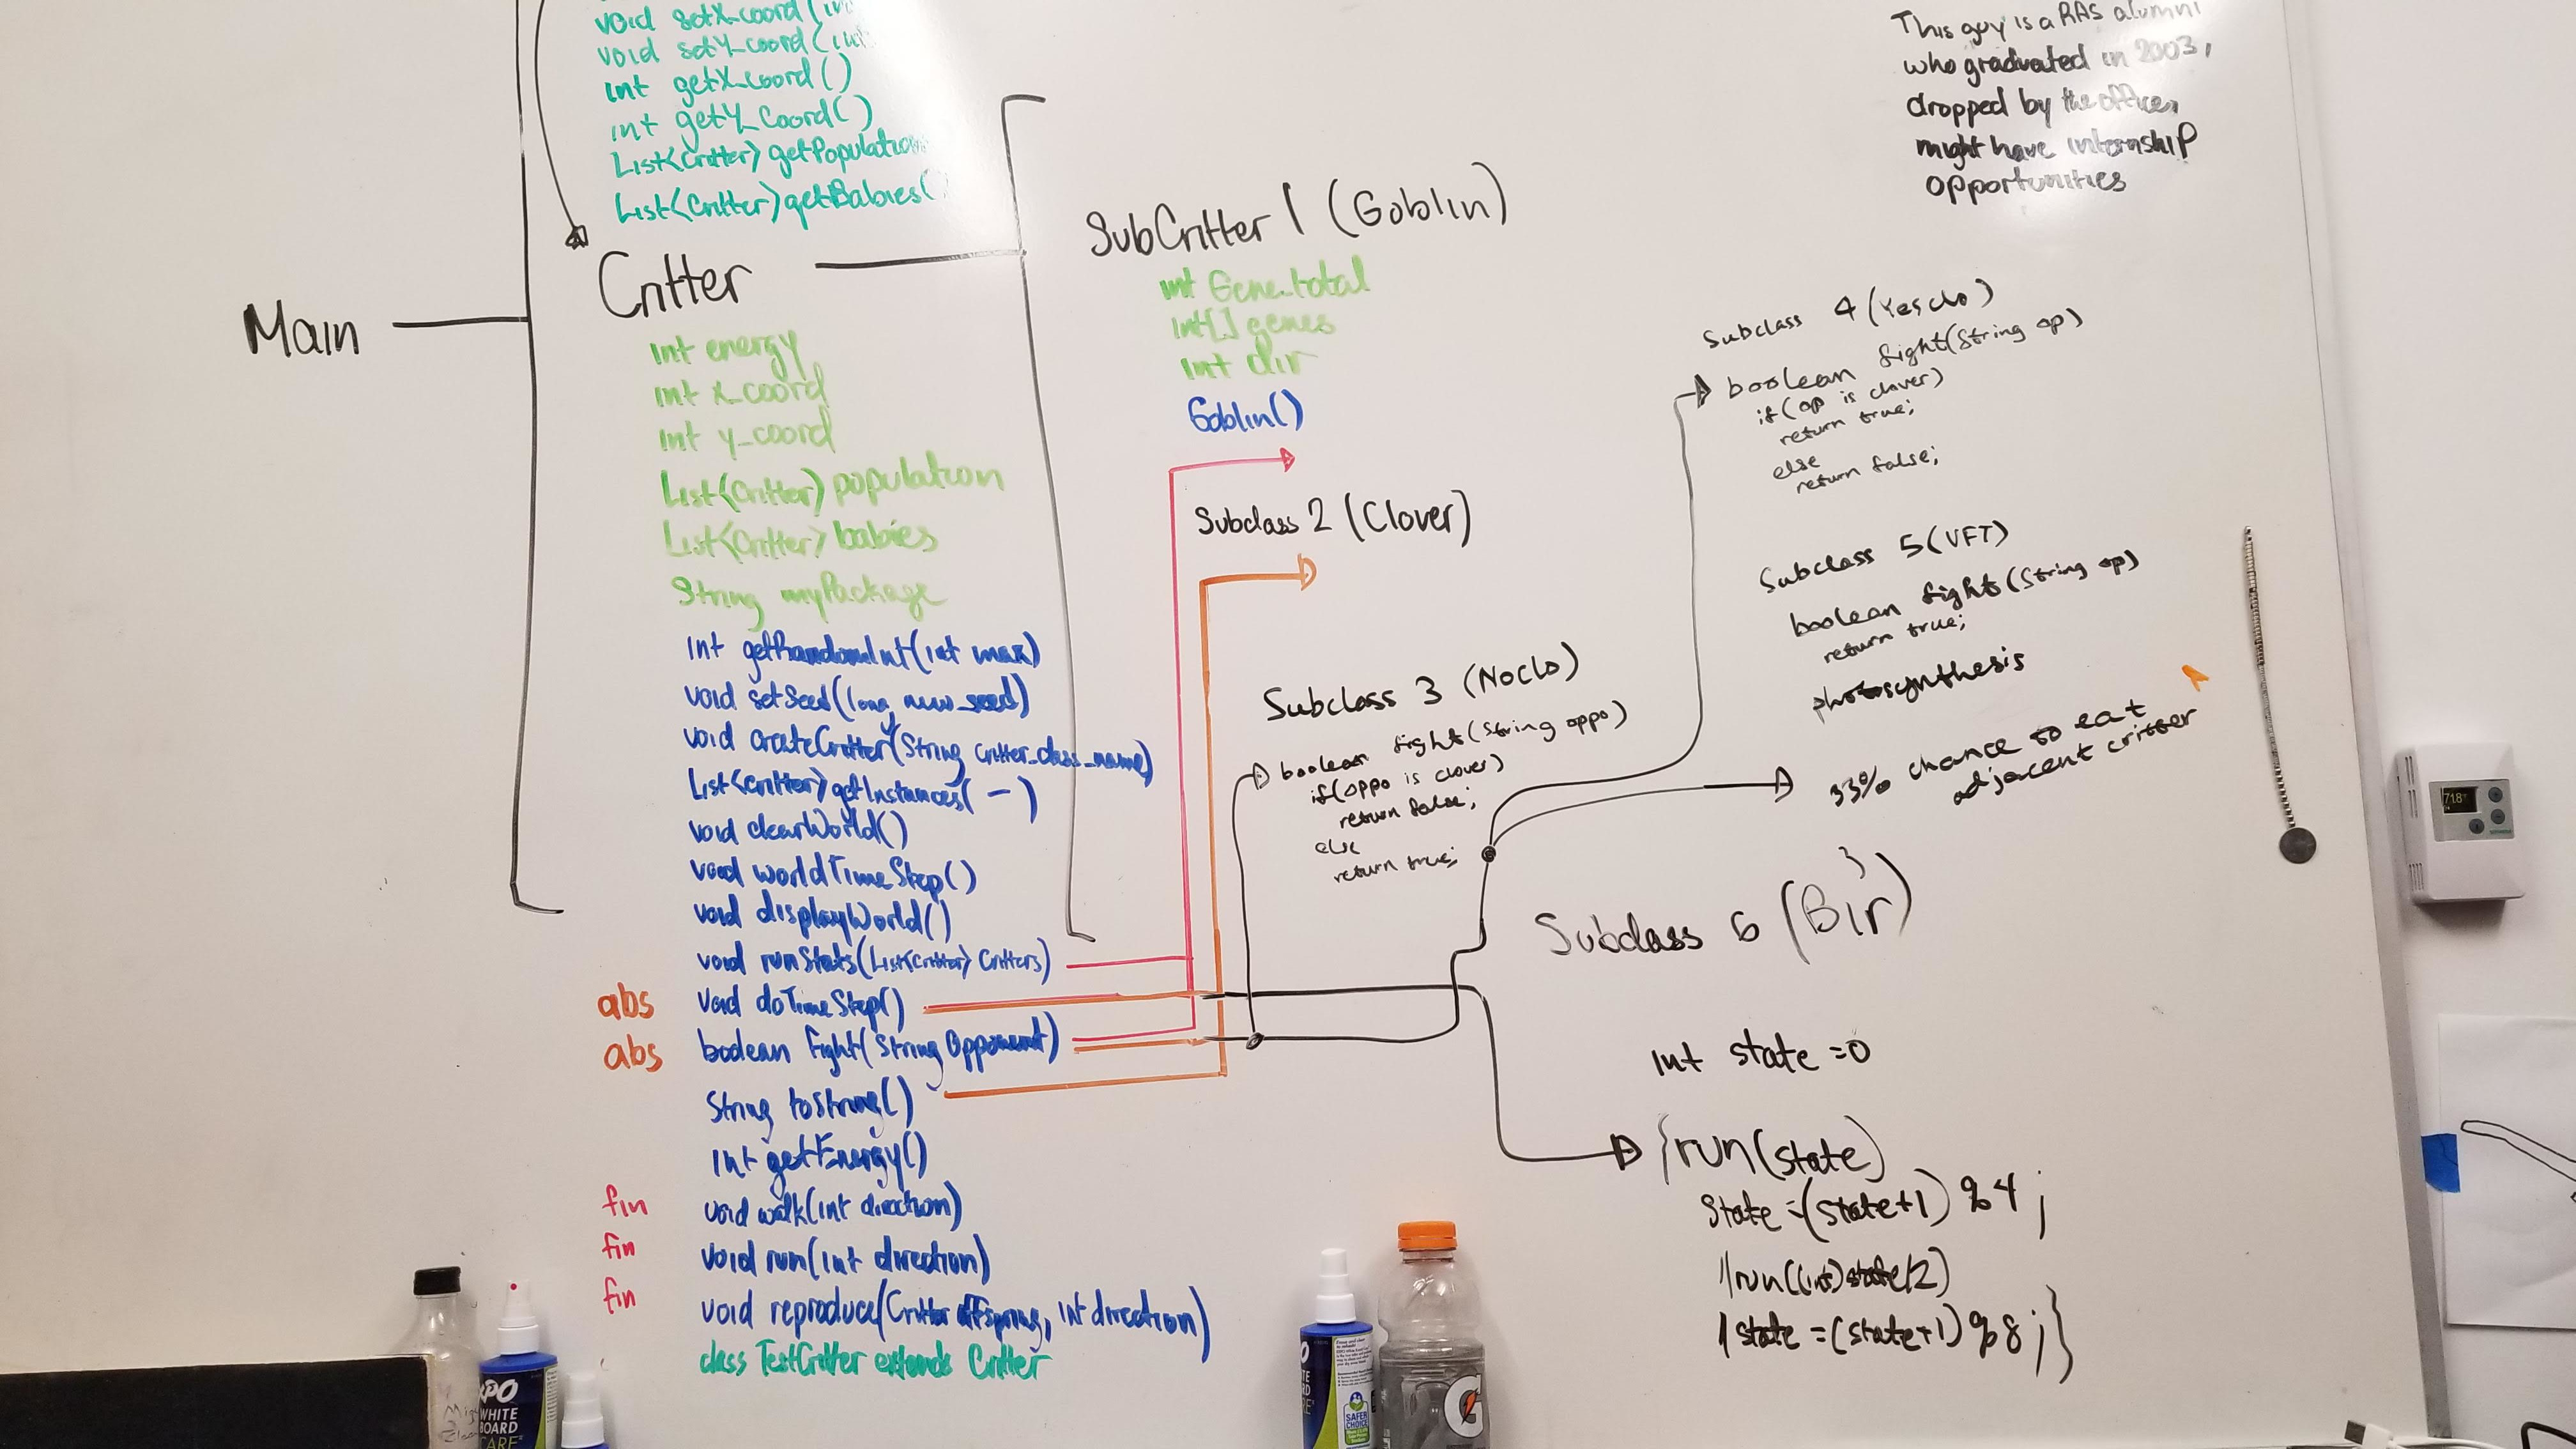 void setX_coord(int
void setY_coord(int
int getX_coord()
int getY_Coord()
List<Critter> getPopulation
List<Critter> getBabies()
Main
Critter
int energy
int x_coord
int y_coord
List<Critter> population
List<Critter> babies
String myPackage
int getRandomInt(int max)
void setSeed(long new_seed)
void createCritter(String critter_class_name)
List<Critter> getInstances( - )
void clearWorld()
void worldTimeStep()
void displayWorld()
void runStats(List<Critter> Critters)
abs void doTimeStep()
abs boolean fight(String Opponent)
String toString()
int getEnergy()
fin void walk(int direction)
fin void run(int direction)
fin void reproduce(Critter offspring, int direction)
class TestCritter extends Critter
SubCritter 1 (Goblin)
int Gene_total
int[] genes
int dir
Goblin()
Subclass 2 (Clover)
Subclass 3 (Noclo)
boolean fight(String oppo)
if(oppo is clover)
return false;
else
return true;
This guy is a RAS alumni
who graduated in 2003,
dropped by the office,
might have internship
opportunities
Subclass 4 (Yesclo)
boolean fight(String op)
if(op is clover)
return true;
else
return false;
Subclass 5 (VFT)
boolean fight(String op)
return true;
photosynthesis
33% chance to eat
adjacent critter
Subclass 6 (Bir)
int state =0
{run(state)
State =(state+1) %4 ;
//run((int)state/2)
/state =(state+1) %8 ;}
718
XPO
WHITE
BOARD
CARE
SAFER
CHOICE
G